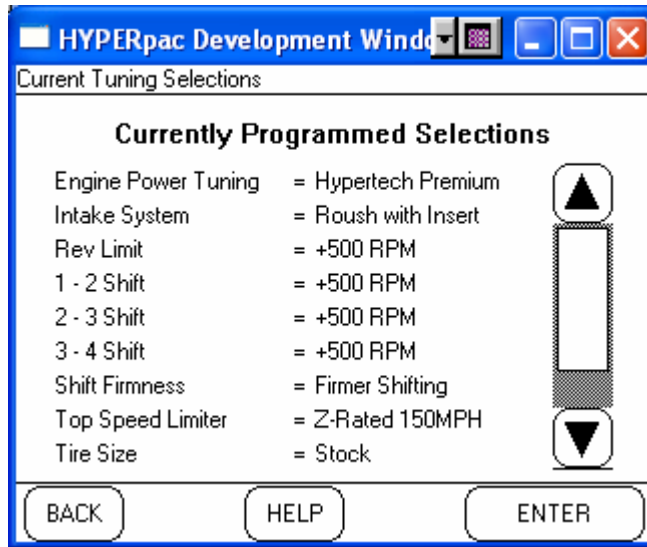 HYPERpac Development Windo
Current Tuning Selections
Currently Programmed Selections
Engine Power Tuning = Hypertech Premium
Intake System = Roush with Insert
Rev Limit = +500 RPM
1 - 2 Shift = +500 RPM
2 - 3 Shift = +500 RPM
3 - 4 Shift = +500 RPM
Shift Firmness = Firmer Shifting
Top Speed Limiter = Z-Rated 150MPH
Tire Size = Stock
BACK HELP ENTER